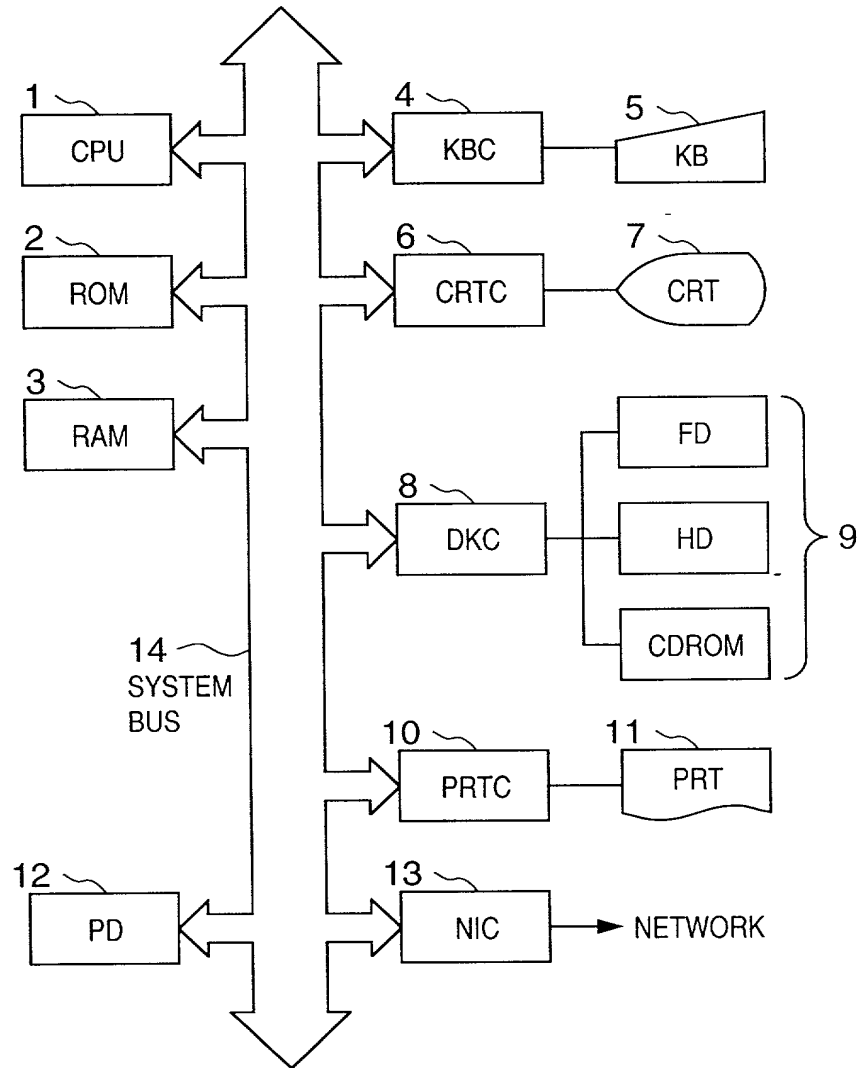 1
CPU
4
KBC
5
KB
2
ROM
6
CRTC
7
CRT
3
RAM
8
DKC
FD
HD
CDROM
9
14
SYSTEM
BUS
10
PRTC
11
PRT
12
PD
13
NIC
NETWORK